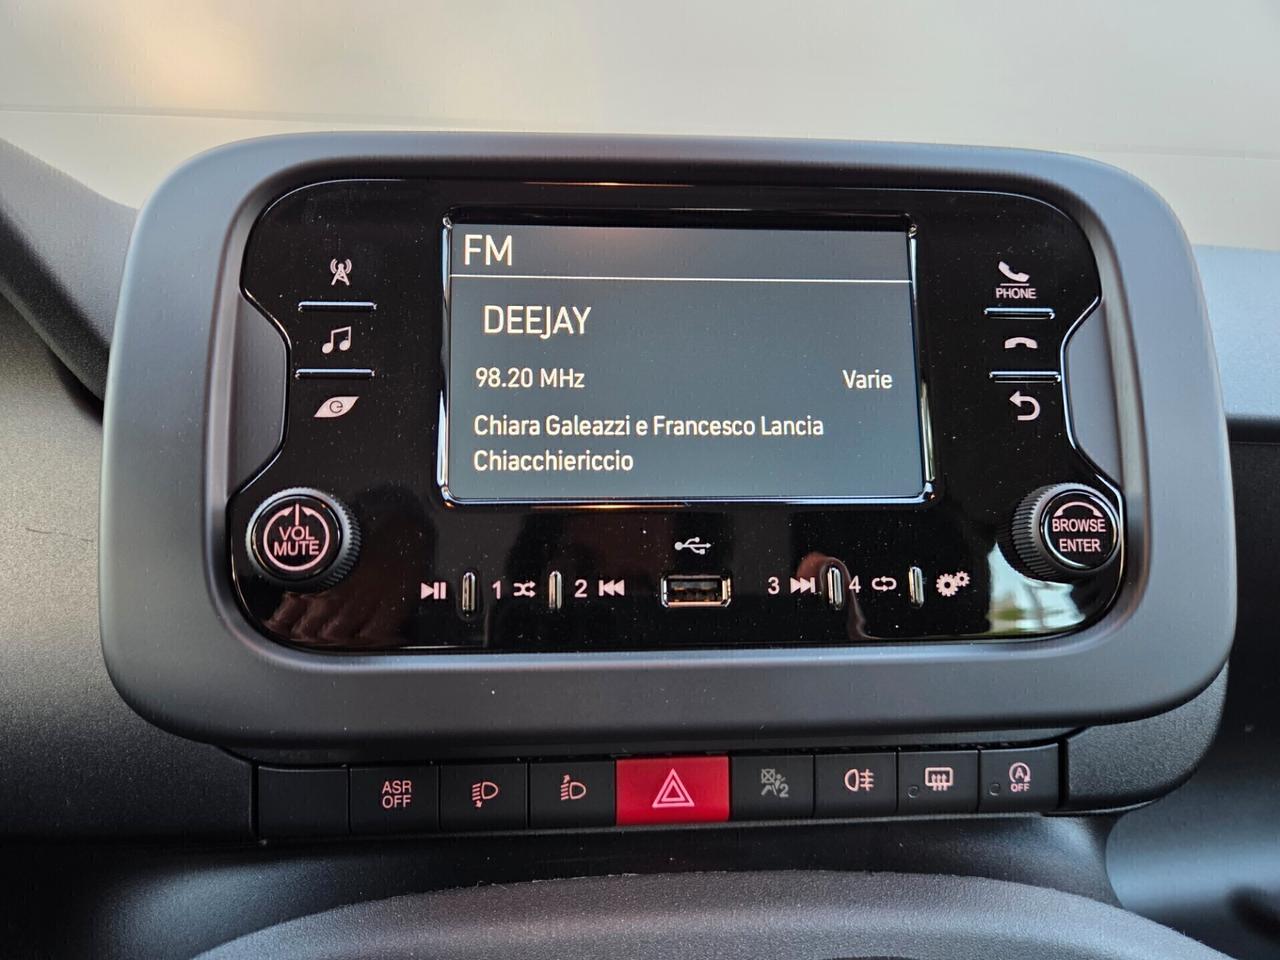 FM
DEEJAY
98.20 MHz Varie
Chiara Galeazzi e Francesco Lancia
Chiacchiericcio
PHONE
VOL
MUTE
BROWSE
ENTER
1 2 3 4
ASR
OFF
2
A
OFF